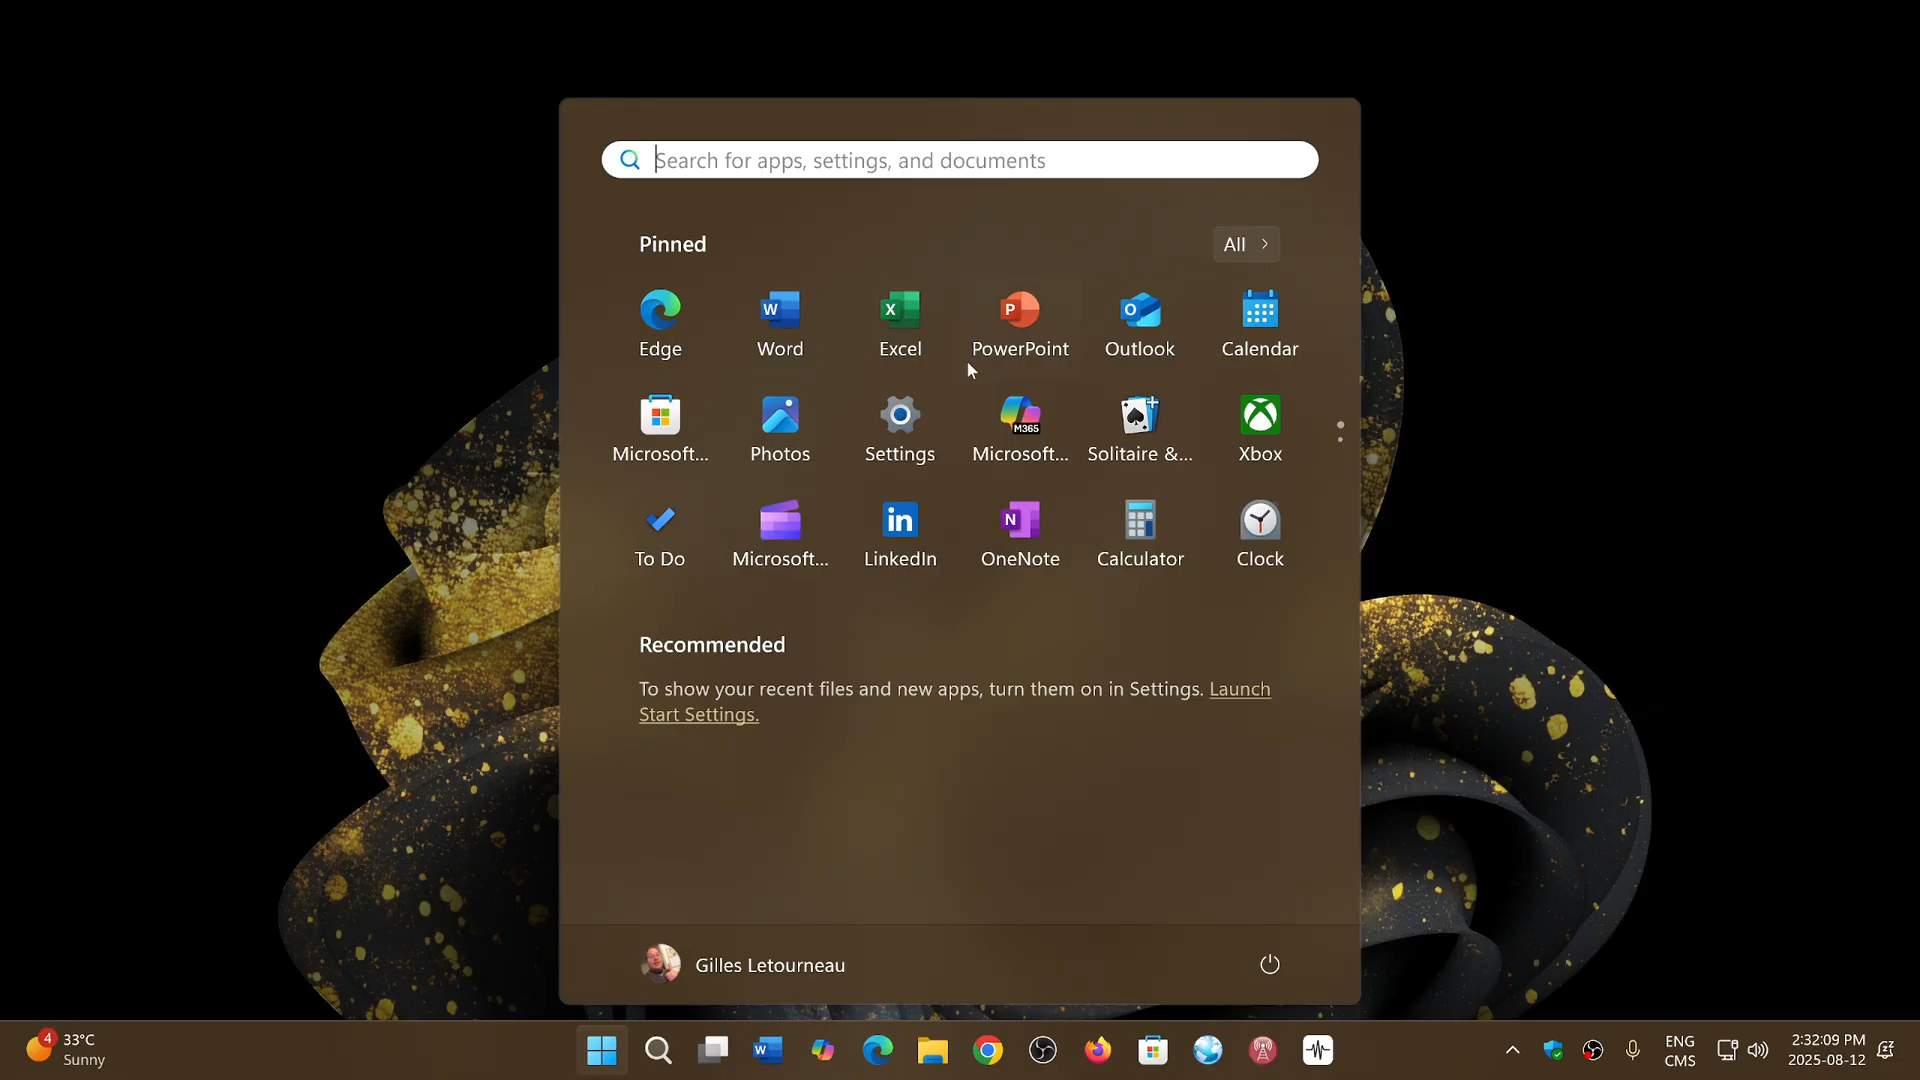 Search for apps, settings, and documents
Pinned
All
Edge
Word
Excel
PowerPoint
Outlook
Calendar
Microsoft...
Photos
Settings
M365
Microsoft...
Solitaire &...
Xbox
To Do
Microsoft...
LinkedIn
OneNote
Calculator
Clock
Recommended
To show your recent files and new apps, turn them on in Settings. Launch
Start Settings.
Gilles Letourneau
4
33°C
Sunny
ENG
CMS
2:32:09 PM
2025-08-12